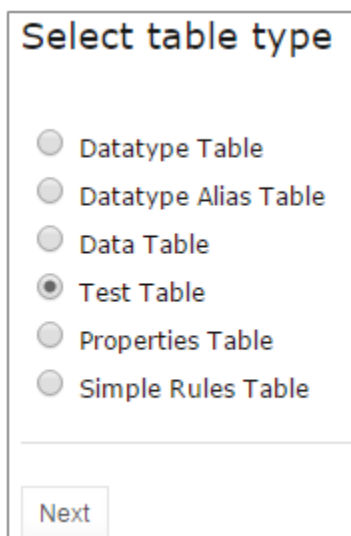 Select table type
Datatype Table
Datatype Alias Table
Data Table
Test Table
Properties Table
Simple Rules Table
Next